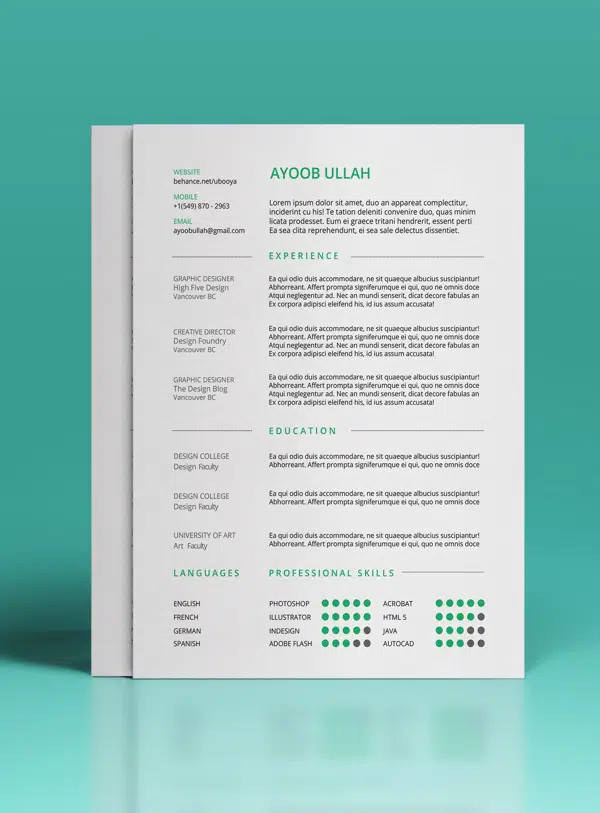 WEBSITE
behance.net/ubooya
MOBILE
+1(549) 870 - 2963
EMAIL
ayoobullah@gmail.com
AYOOB ULLAH
Lorem ipsum dolor sit amet, duo an appareat complectitur,
inciderint cu his! Te tation deleniti convenire duo, quas minim
licata prodesset. Eum ei graece tritani hendrerit, essent perti
Ea sea clita reprehendunt, ei sea sale delectus dissentiet.
EXPERIENCE
GRAPHIC DESIGNER
High Five Design
Vancouver BC
Ea qui odio duis accommodare, ne sit quaeque albucius suscipiantur!
Abhorreant. Affert prompta signiferumque ei qui, quo ne omnis doce
Atqui neglegentur ad. Nec an mundi senserit, dicat decore fabulas an
Ex corpora adipisci eleifend his, id ius assum accusata!
CREATIVE DIRECTOR
Design Foundry
Vancouver BC
Ea qui odio duis accommodare, ne sit quaeque albucius suscipiantur!
Abhorreant. Affert prompta signiferumque ei qui, quo ne omnis doce
Atqui neglegentur ad. Nec an mundi senserit, dicat decore fabulas an
Ex corpora adipisci eleifend his, id ius assum accusata!
GRAPHIC DESIGNER
The Design Blog
Vancouver BC
Ea qui odio duis accommodare, ne sit quaeque albucius suscipiantur!
Abhorreant. Affert prompta signiferumque ei qui, quo ne omnis doce
Atqui neglegentur ad. Nec an mundi senserit, dicat decore fabulas an
Ex corpora adipisci eleifend his, id ius assum accusata!
EDUCATION
DESIGN COLLEGE
Design Faculty
Ea qui odio duis accommodare, ne sit quaeque albucius suscipiantur!
Abhorreant. Affert prompta signiferumque ei qui, quo ne omnis doce
DESIGN COLLEGE
Design Faculty
Ea qui odio duis accommodare, ne sit quaeque albucius suscipiantur!
Abhorreant. Affert prompta signiferumque ei qui, quo ne omnis doce
UNIVERSITY OF ART
Art Faculty
Ea qui odio duis accommodare, ne sit quaeque albucius suscipiantur!
Abhorreant. Affert prompta signiferumque ei qui, quo ne omnis doce
LANGUAGES
ENGLISH
FRENCH
GERMAN
SPANISH
PROFESSIONAL SKILLS
PHOTOSHOP
ILLUSTRATOR
INDESIGN
ADOBE FLASH
ACROBAT
HTML 5
JAVA
AUTOCAD